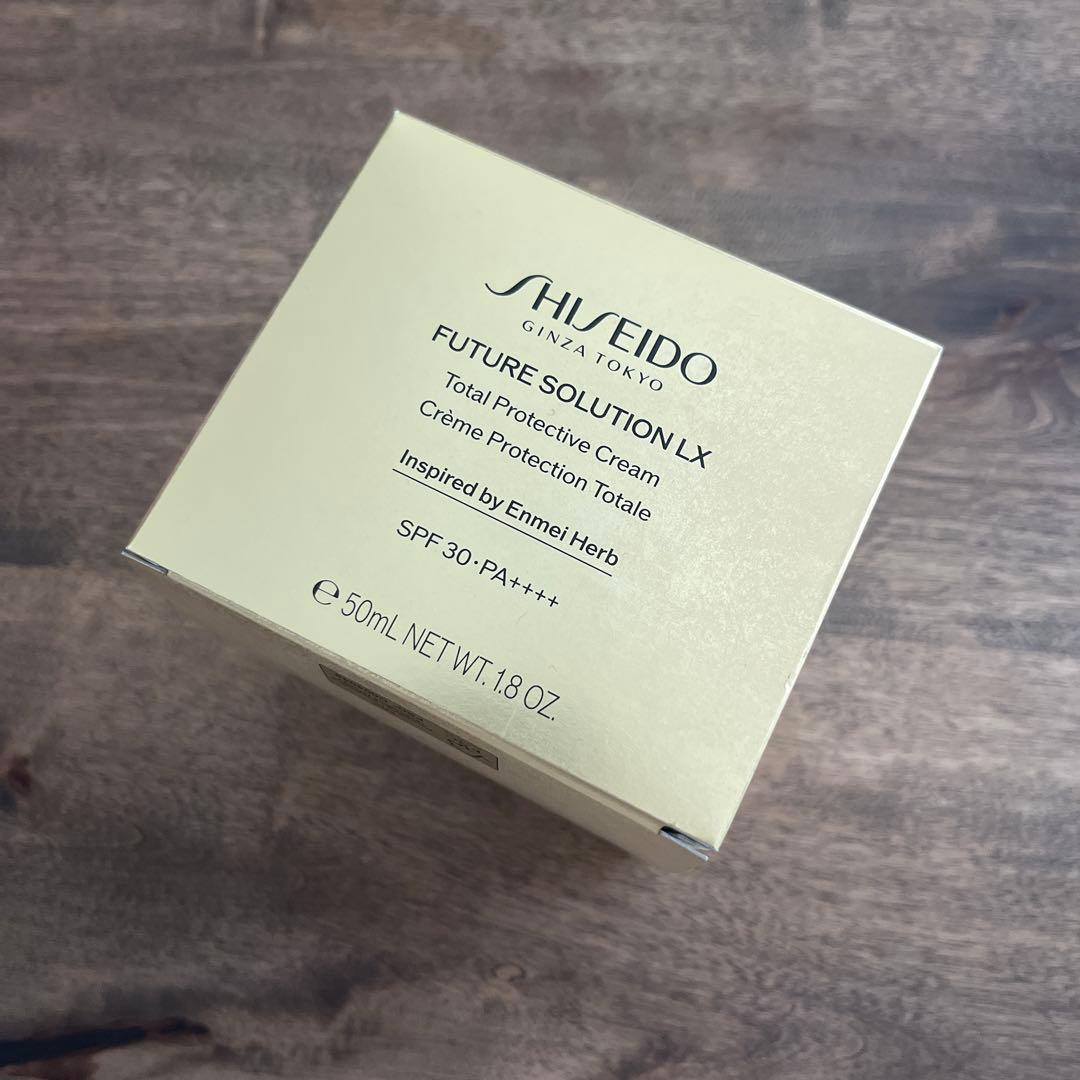 SHISEIDO
GINZA TOKYO
FUTURE SOLUTION LX
Total Protective Cream
Crème Protection Totale
Inspired by Enmei Herb
SPF 30·PA++++
℮ 50mL NET WT. 1.8 OZ.